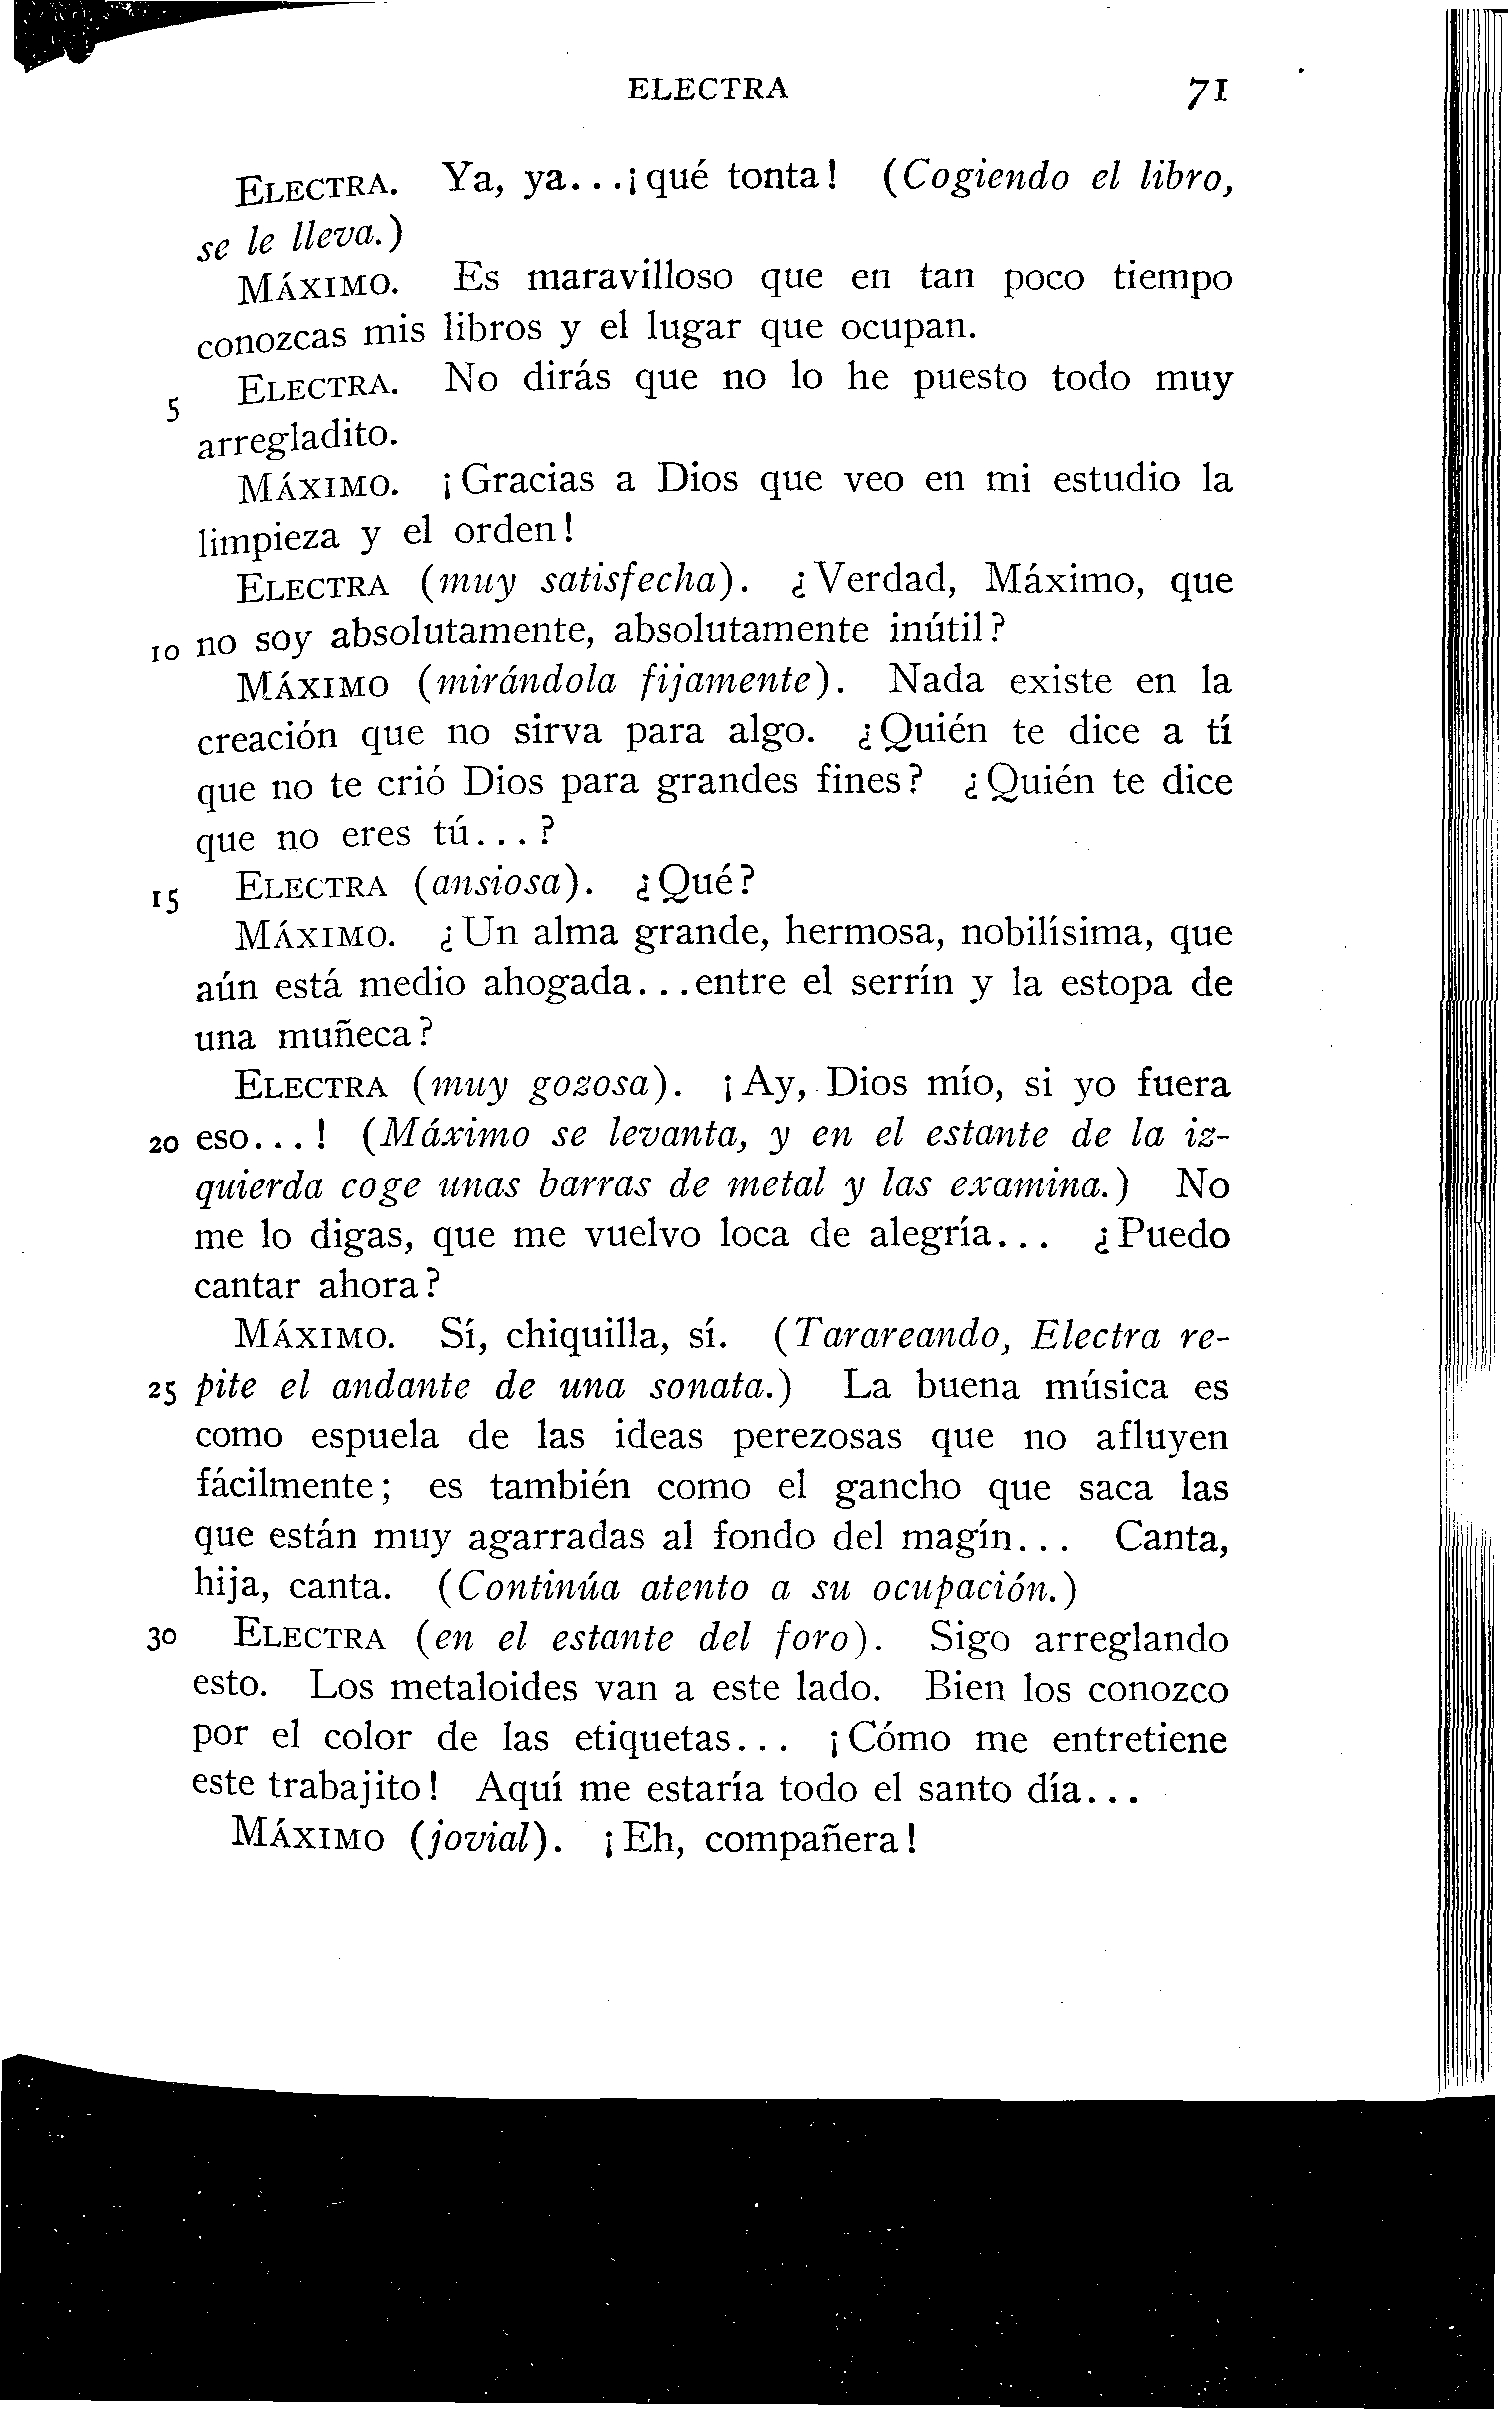 ELECTRA 71
ELECTRA. Ya, ya...¡qué tonta! (Cogiendo el libro,
se le lleva.)
MÁXIMO. Es maravilloso que en tan poco tiempo
conozcas mis libros y el lugar que ocupan.
5 ELECTRA. No dirás que no lo he puesto todo muy
arregladito.
MÁXIMO. ¡Gracias a Dios que veo en mi estudio la
limpieza y el orden!
ELECTRA (muy satisfecha). ¿Verdad, Máximo, que
10 no soy absolutamente, absolutamente inútil?
MÁXIMO (mirándola fijamente). Nada existe en la
creación que no sirva para algo. ¿Quién te dice a tí
que no te crió Dios para grandes fines? ¿Quién te dice
que no eres tú...?
15 ELECTRA (ansiosa). ¿Qué?
MÁXIMO. ¿Un alma grande, hermosa, nobilísima, que
aún está medio ahogada...entre el serrín y la estopa de
una muñeca?
ELECTRA (muy gozosa). ¡Ay, Dios mío, si yo fuera
20 eso...! (Máximo se levanta, y en el estante de la iz-
quierda coge unas barras de metal y las examina.) No
me lo digas, que me vuelvo loca de alegría... ¿Puedo
cantar ahora?
MÁXIMO. Sí, chiquilla, sí. (Tarareando, Electra re-
25 pite el andante de una sonata.) La buena música es
como espuela de las ideas perezosas que no afluyen
fácilmente; es también como el gancho que saca las
que están muy agarradas al fondo del magín... Canta,
hija, canta. (Continúa atento a su ocupación.)
30 ELECTRA (en el estante del foro). Sigo arreglando
esto. Los metaloides van a este lado. Bien los conozco
por el color de las etiquetas... ¡Cómo me entretiene
este trabajito! Aquí me estaría todo el santo día...
MÁXIMO (jovial). ¡Eh, compañera!